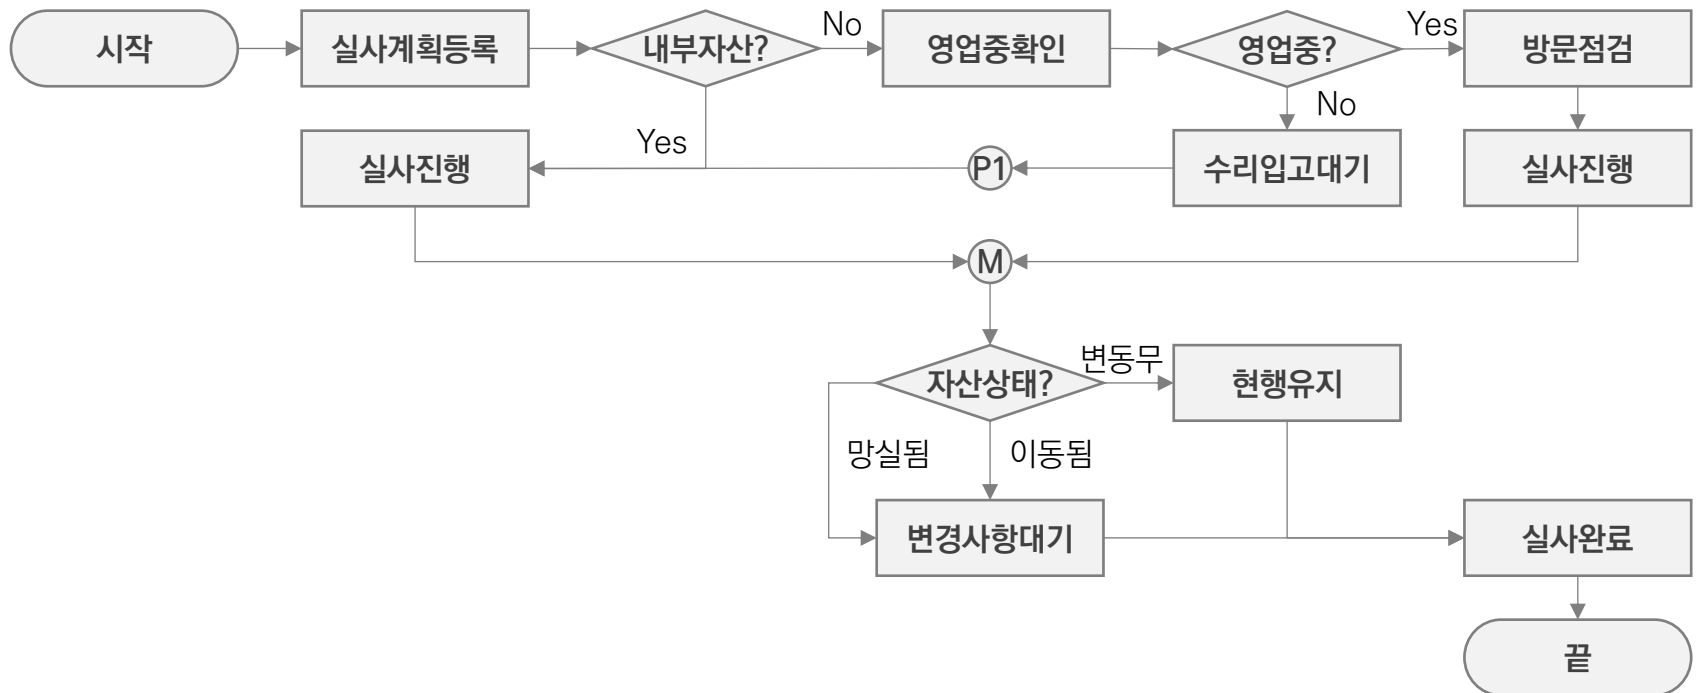 시작
실사계획등록
내부자산?
No
영업중확인
영업중?
Yes
방문점검
No
Yes
실사진행
P1
수리입고대기
실사진행
M
자산상태?
변동무
현행유지
망실됨
이동됨
변경사항대기
실사완료
끝